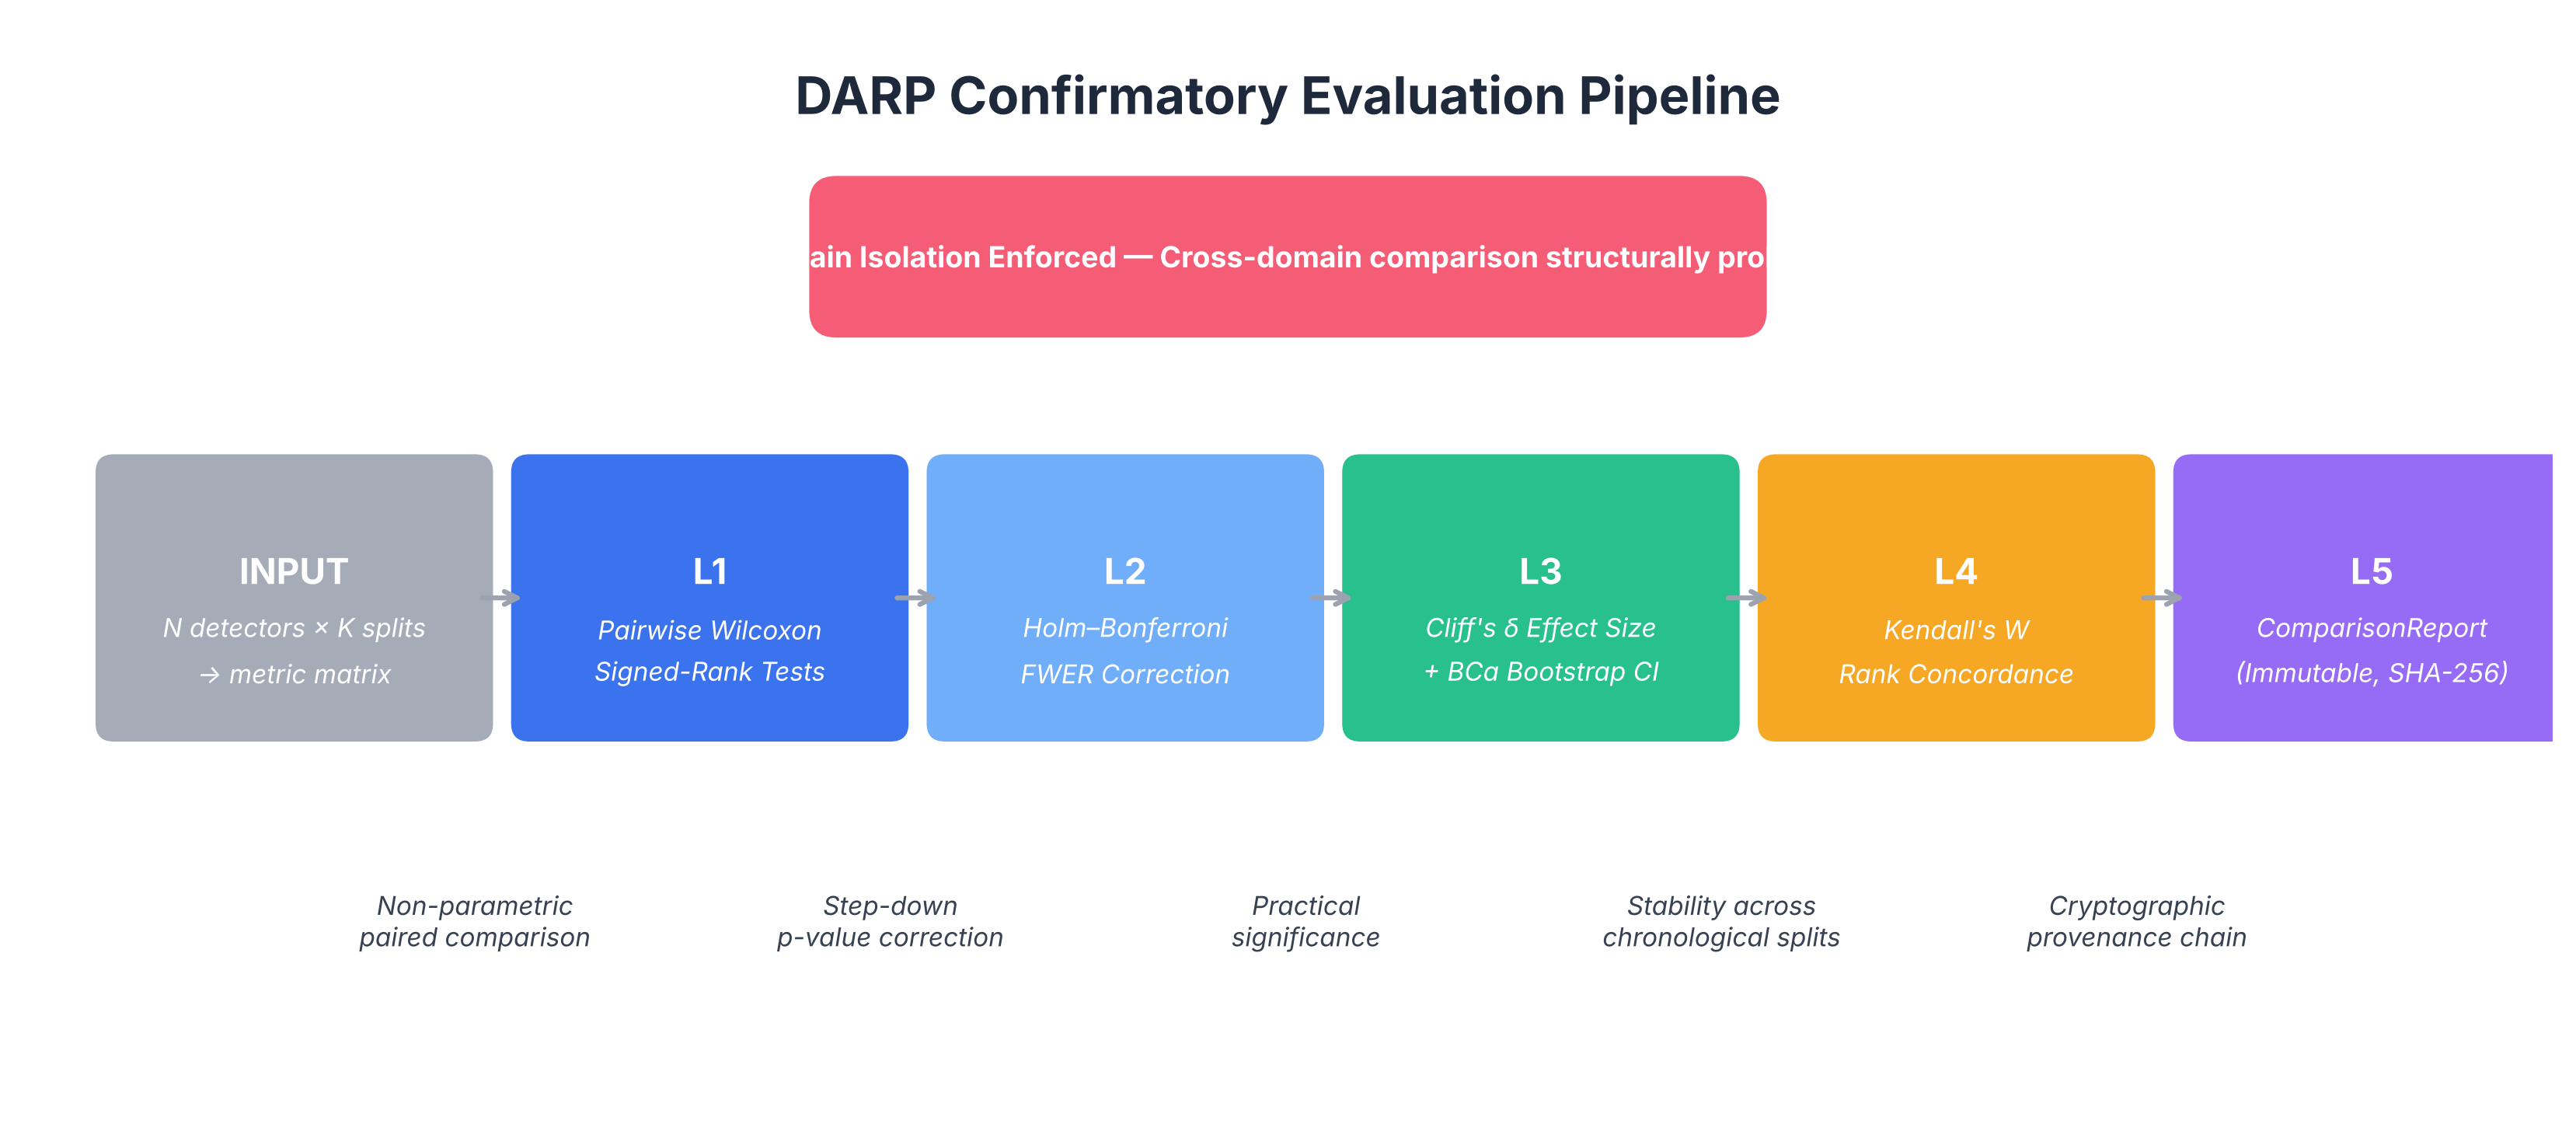 DARP Confirmatory Evaluation Pipeline
ain Isolation Enforced — Cross-domain comparison structurally pro
INPUT
N detectors × K splits
→ metric matrix
L1
Pairwise Wilcoxon
Signed-Rank Tests
L2
Holm–Bonferroni
FWER Correction
L3
Cliff's δ Effect Size
+ BCa Bootstrap CI
L4
Kendall's W
Rank Concordance
L5
ComparisonReport
(Immutable, SHA-256)
Non-parametric
paired comparison
Step-down
p-value correction
Practical
significance
Stability across
chronological splits
Cryptographic
provenance chain